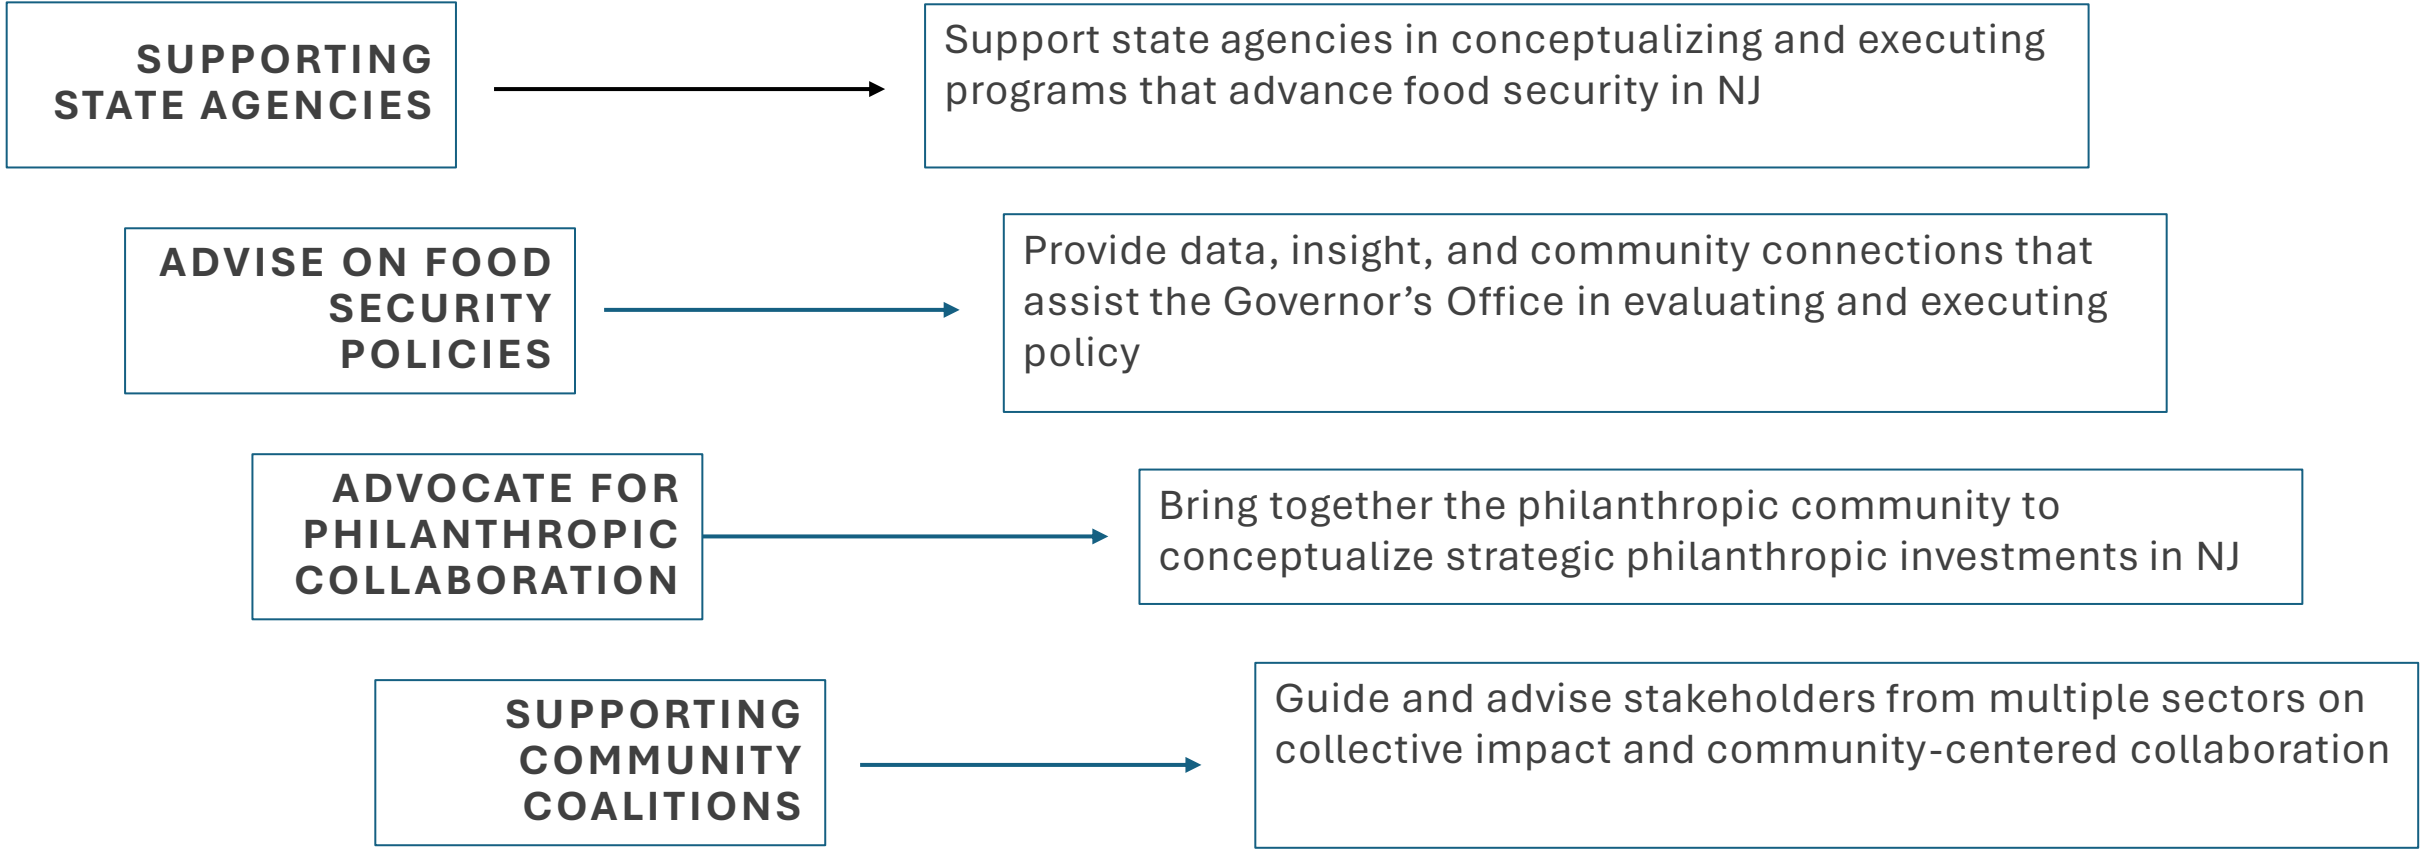 SUPPORTING
STATE AGENCIES
Support state agencies in conceptualizing and executing
programs that advance food security in NJ
ADVISE ON FOOD
SECURITY
POLICIES
Provide data, insight, and community connections that
assist the Governor’s Office in evaluating and executing
policy
ADVOCATE FOR
PHILANTHROPIC
COLLABORATION
Bring together the philanthropic community to
conceptualize strategic philanthropic investments in NJ
SUPPORTING
COMMUNITY
COALITIONS
Guide and advise stakeholders from multiple sectors on
collective impact and community-centered collaboration